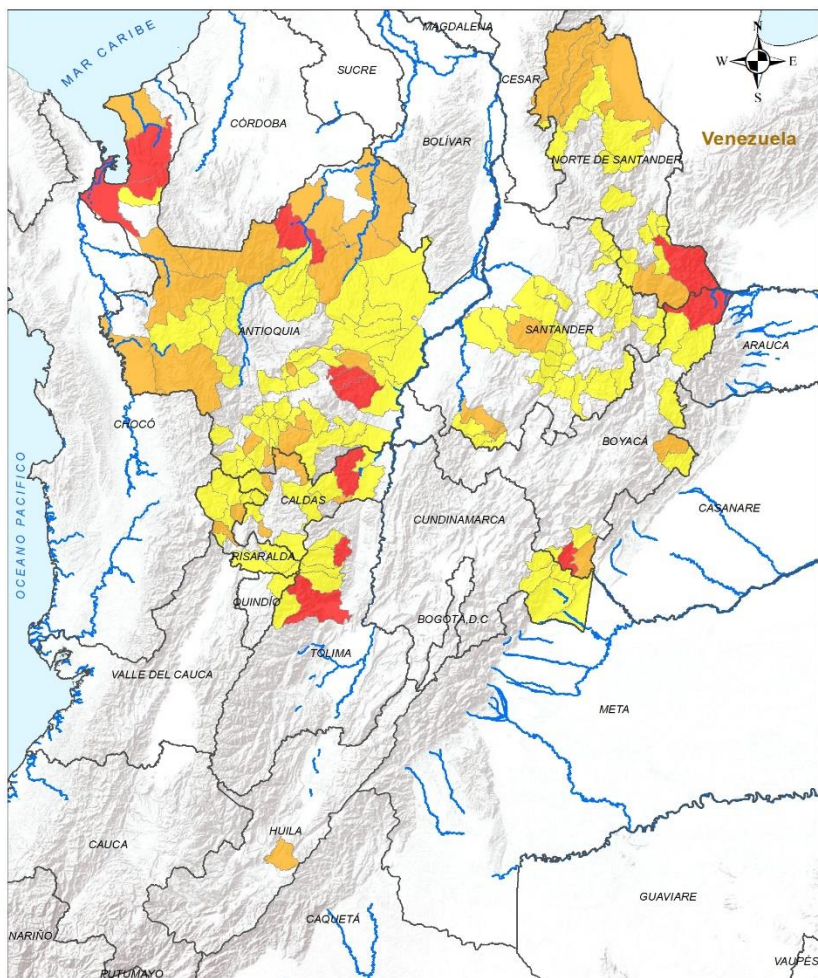 MAGDALENA
MAR CARIBE
N
W E
S
SUCRE
CESAR
CÓRDOBA
BOLÍVAR
Venezuela
NORTE DE SANTANDER
ANTIOQUIA
SANTANDER
ARAUCA
CHOCÓ
BOYACÁ
OCEANO PACIFICO
CALDAS
CASANARE
CUNDINAMARCA
RISARALDA
QUINDÍO
BOGOTÁ D.C
TOLIMA
VALLE DEL CAUCA
META
HUILA
CAUCA
GUAVIARE
CAQUETÁ
NARIÑO
VAUPÉS
PUTUMAYO